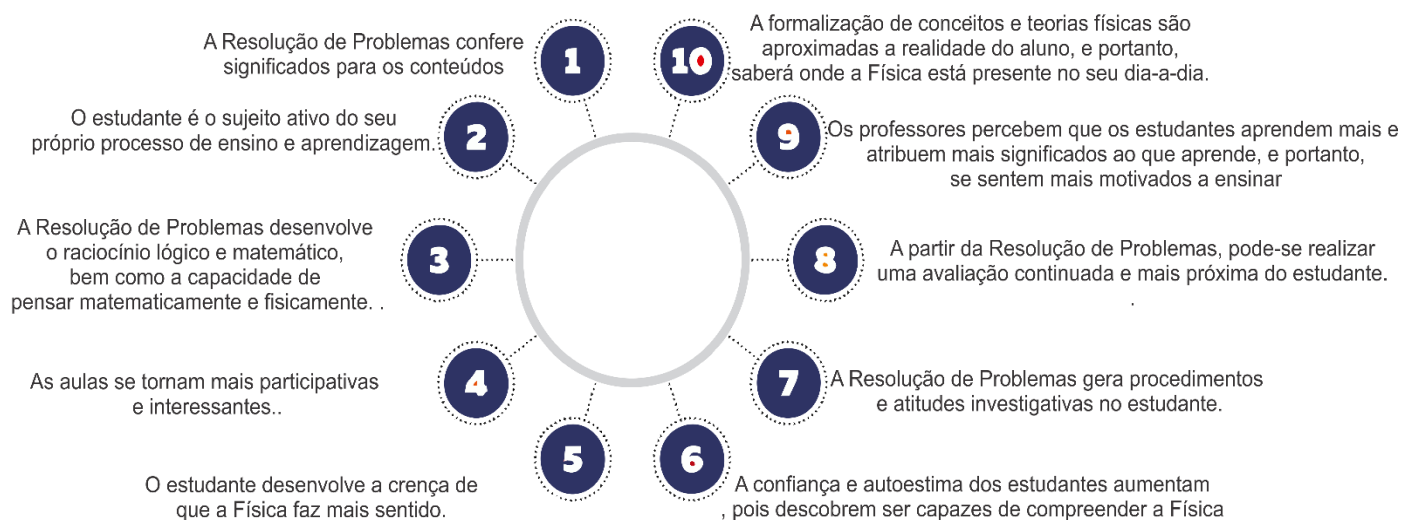 1
A Resolução de Problemas confere
significados para os conteúdos
2
O estudante é o sujeito ativo do seu
próprio processo de ensino e aprendizagem.
3
A Resolução de Problemas desenvolve
o raciocínio lógico e matemático,
bem como a capacidade de
pensar matematicamente e fisicamente. .
4
As aulas se tornam mais participativas
e interessantes..
5
O estudante desenvolve a crença de
que a Física faz mais sentido.
6
A confiança e autoestima dos estudantes aumentam
, pois descobrem ser capazes de compreender a Física
7
A Resolução de Problemas gera procedimentos
e atitudes investigativas no estudante.
8
A partir da Resolução de Problemas, pode-se realizar
uma avaliação continuada e mais próxima do estudante.
.
9
Os professores percebem que os estudantes aprendem mais e
atribuem mais significados ao que aprende, e portanto,
se sentem mais motivados a ensinar
10
A formalização de conceitos e teorias físicas são
aproximadas a realidade do aluno, e portanto,
saberá onde a Física está presente no seu dia-a-dia.